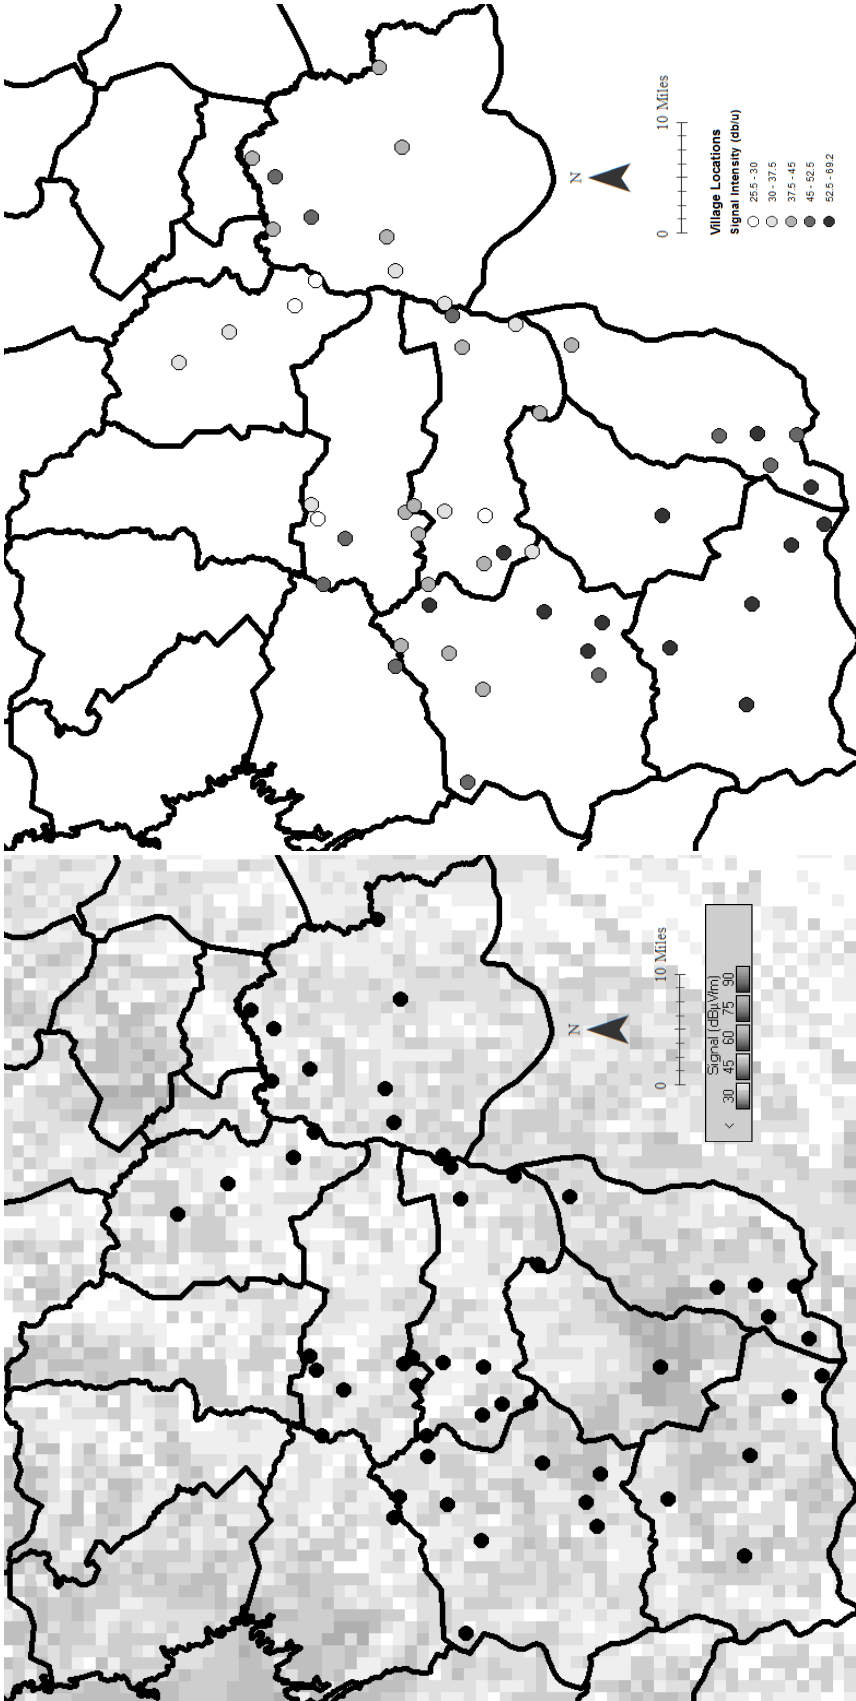 N
0
10 Miles
Village Locations
Signal Intensity (db/u)
25.5 - 30
30 - 37.5
37.5 - 45
45 - 52.5
52.5 - 69.2
N
0
10 Miles
Signal (dBµV/m)
< 30 45 60 75 90